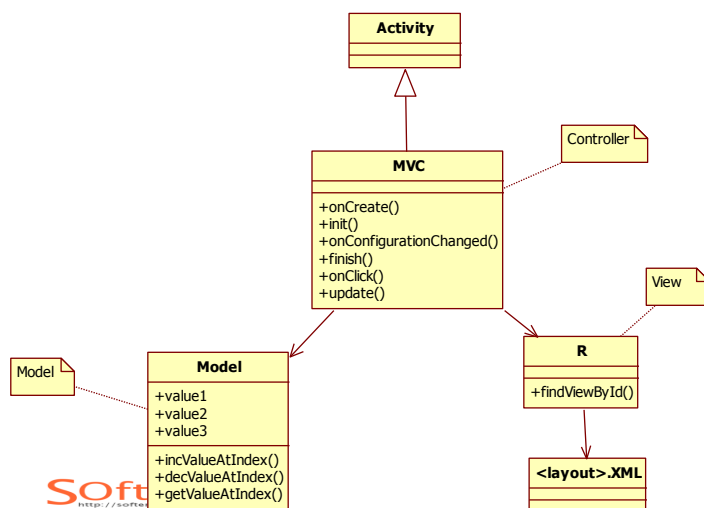 Activity
Controller
MVC
+onCreate()
+init()
+onConfigurationChanged()
+finish()
+onClick()
+update()
View
Model
Model
+value1
+value2
+value3
+incValueAtIndex()
+decValueAtIndex()
+getValueAtIndex()
R
+findViewById()
<layout>.XML